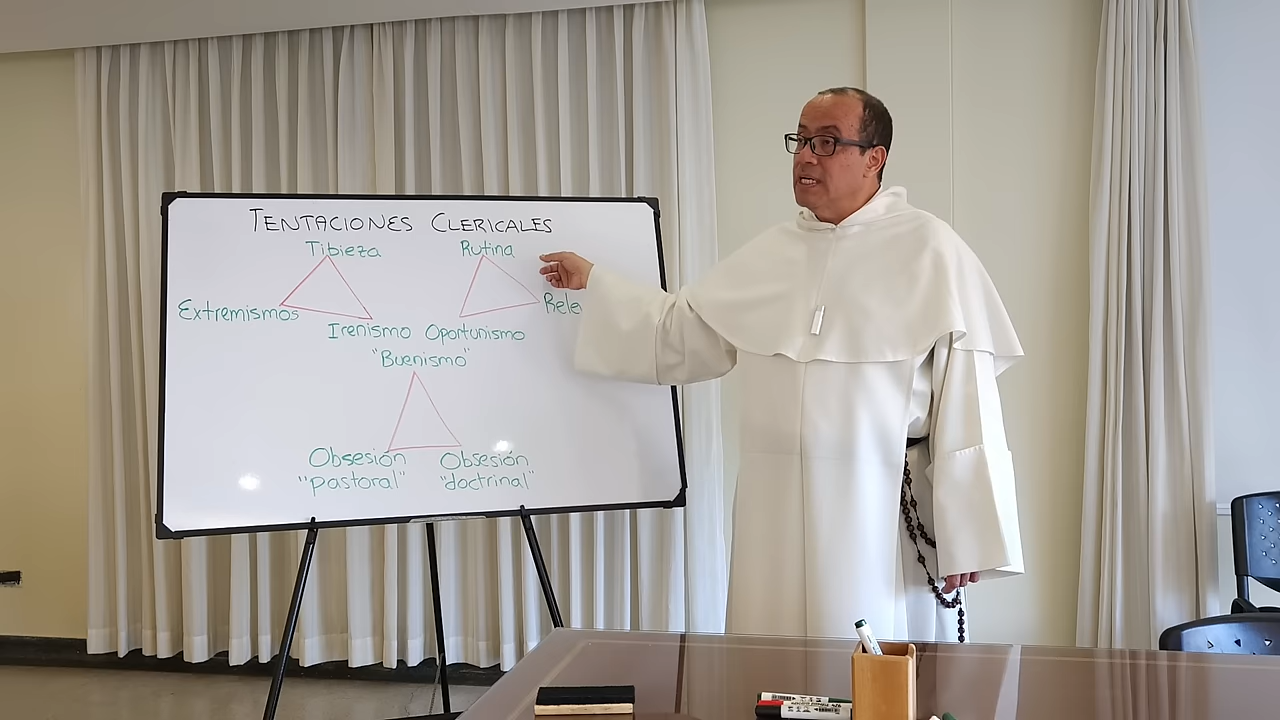 TENTACIONES CLERICALES
Tibieza Rutina
Extremismos
Irenismo Oportunismo
"Buenismo"
Obsesión Obsesión
"pastoral" "doctrinal"